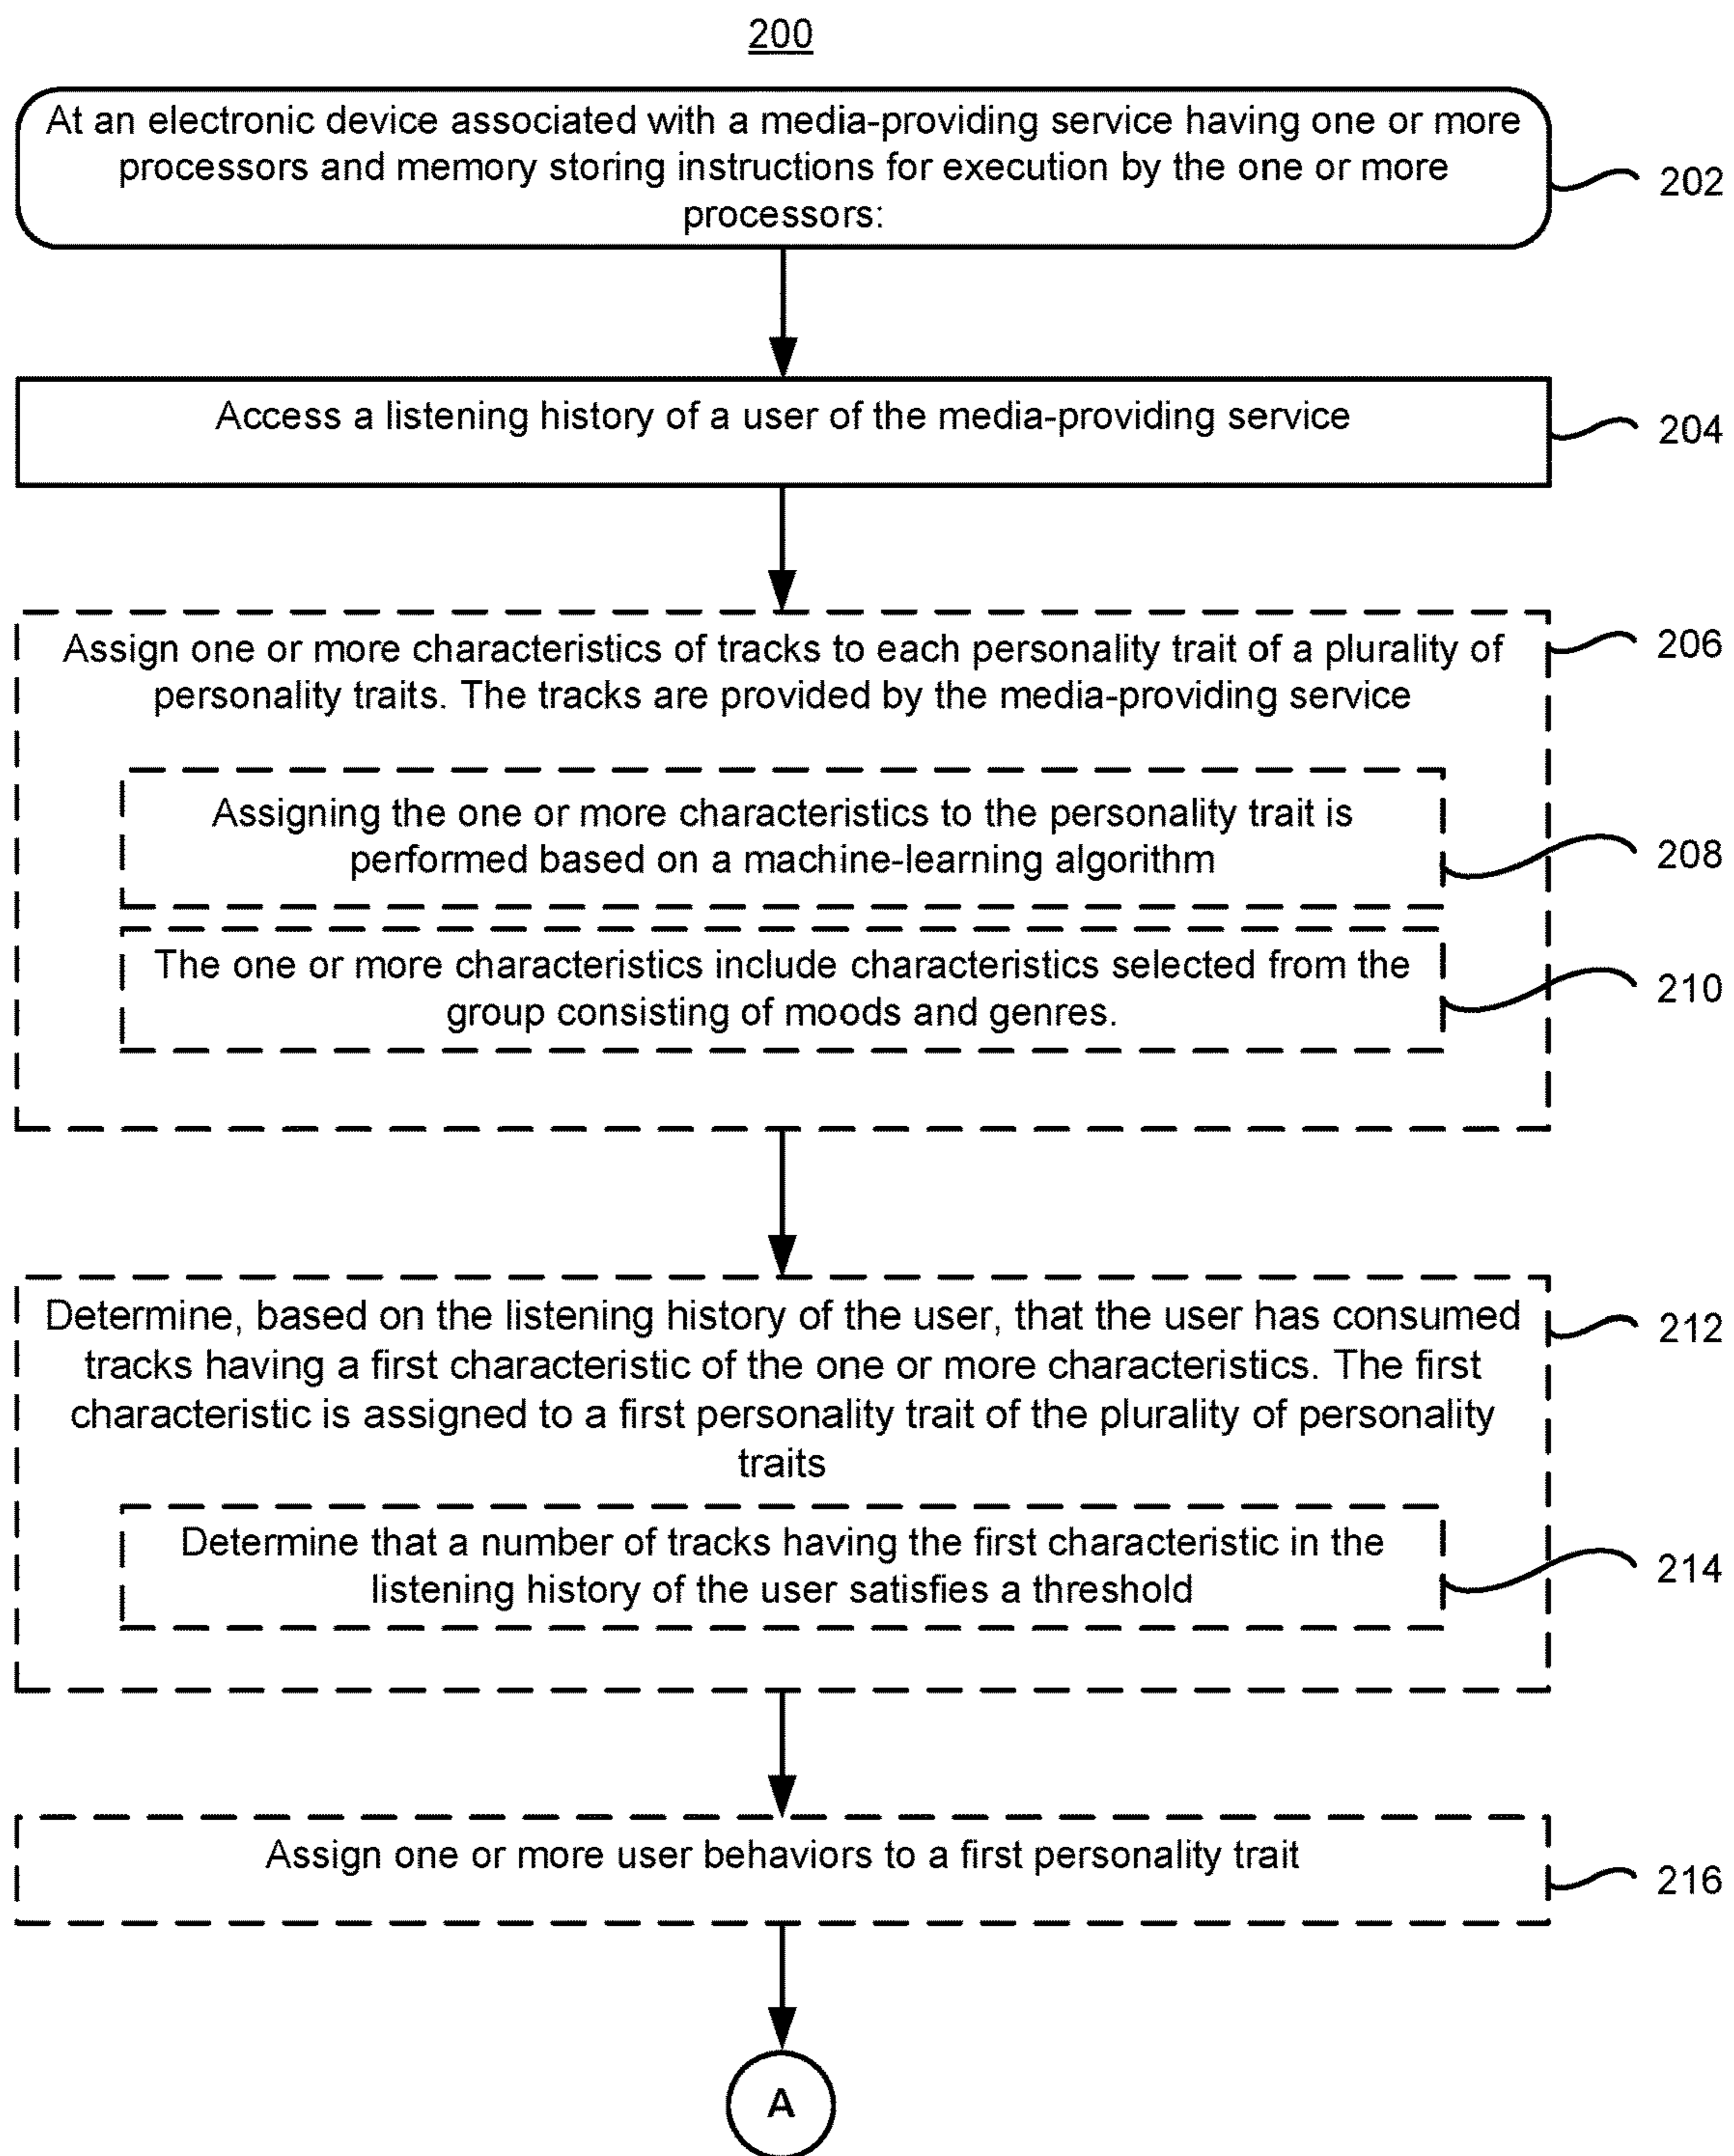 200
At an electronic device associated with a media-providing service having one or more
processors and memory storing instructions for execution by the one or more
processors:
202
Access a listening history of a user of the media-providing service
204
Assign one or more characteristics of tracks to each personality trait of a plurality of
personality traits. The tracks are provided by the media-providing service
206
Assigning the one or more characteristics to the personality trait is
performed based on a machine-learning algorithm
208
The one or more characteristics include characteristics selected from the
group consisting of moods and genres.
210
Determine, based on the listening history of the user, that the user has consumed
tracks having a first characteristic of the one or more characteristics. The first
characteristic is assigned to a first personality trait of the plurality of personality
traits
212
Determine that a number of tracks having the first characteristic in the
listening history of the user satisfies a threshold
214
Assign one or more user behaviors to a first personality trait
216
A